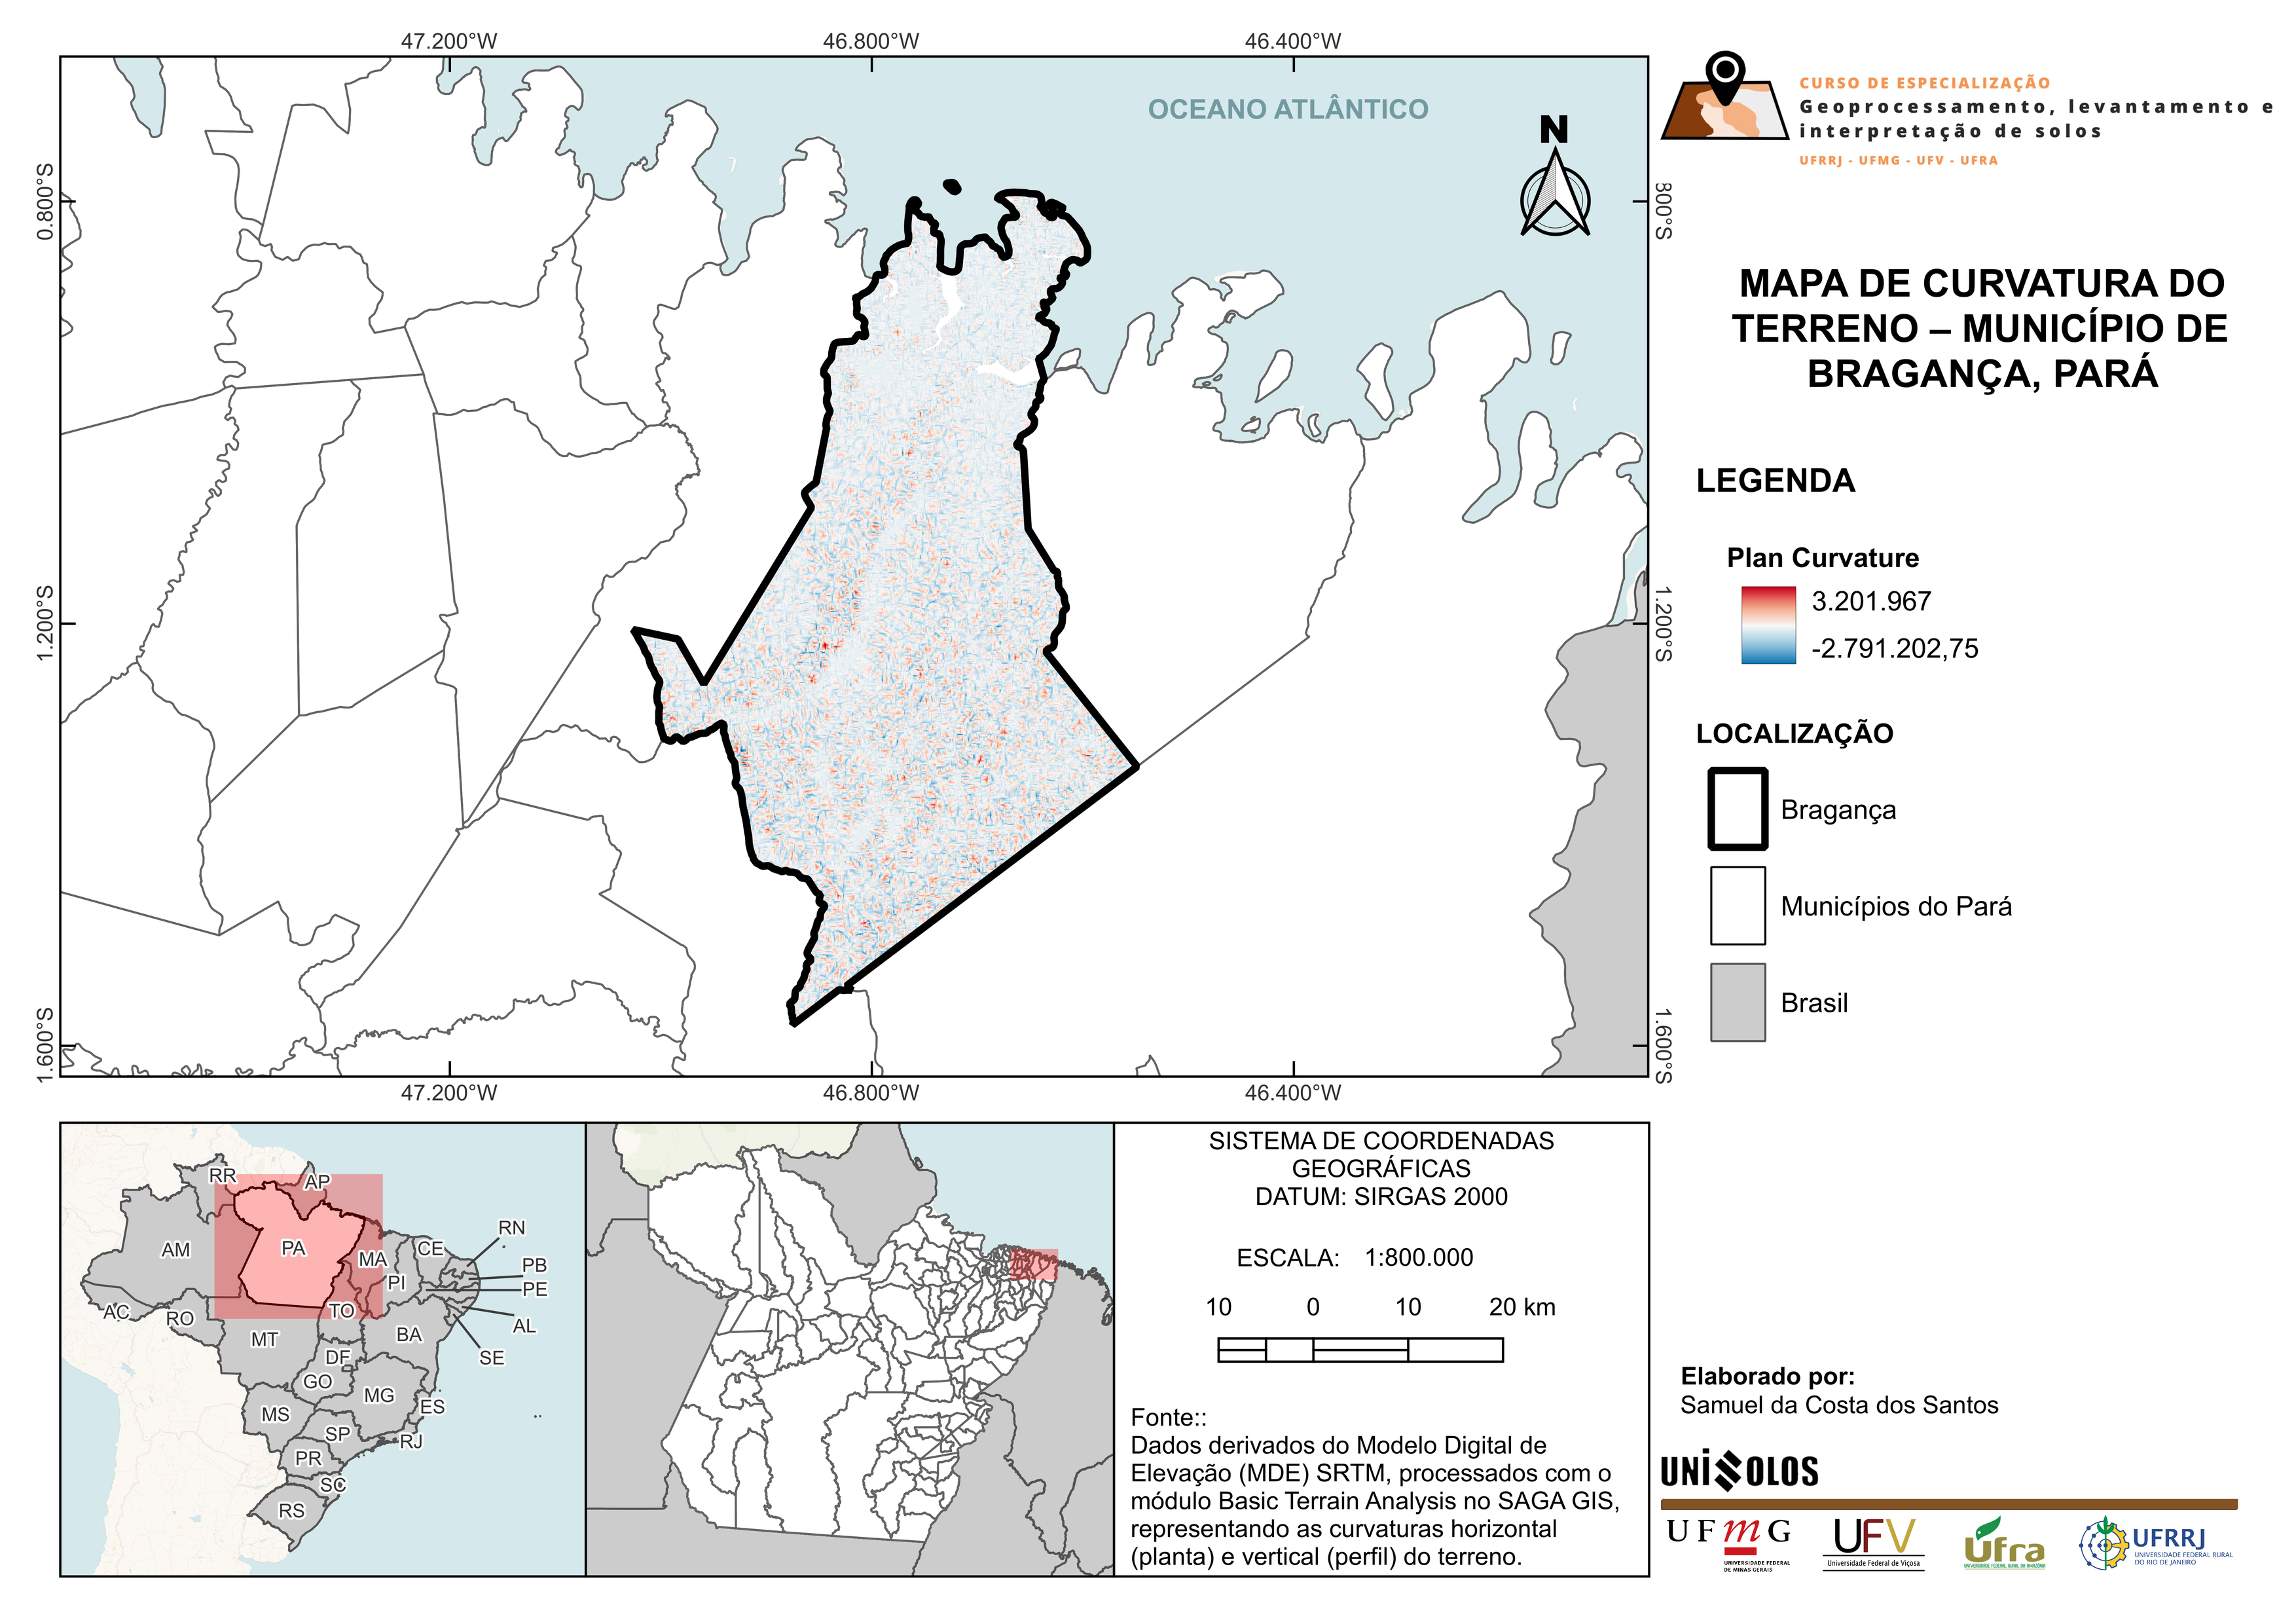 47.200°W
46.800°W
46.400°W
OCEANO ATLÂNTICO
N
0.800°S
800°S
1.200°S
1.200°S
1.600°S
1.600°S
47.200°W
46.800°W
46.400°W
CURSO DE ESPECIALIZAÇÃO
Geoprocessamento, levantamento e
interpretação de solos
UFRRJ - UFMG - UFV - UFRA
MAPA DE CURVATURA DO
TERRENO – MUNICÍPIO DE
BRAGANÇA, PARÁ
LEGENDA
Plan Curvature
3.201.967
-2.791.202,75
LOCALIZAÇÃO
Bragança
Municípios do Pará
Brasil
RR
AP
AM
PA
MA
CE
RN
PB
PI
PE
AC
RO
TO
AL
MT
BA
SE
DF
GO
MG
MS
ES
SP
RJ
PR
SC
RS
SISTEMA DE COORDENADAS
GEOGRÁFICAS
DATUM: SIRGAS 2000
ESCALA: 1:800.000
10 0 10 20 km
Fonte::
Dados derivados do Modelo Digital de
Elevação (MDE) SRTM, processados com o
módulo Basic Terrain Analysis no SAGA GIS,
representando as curvaturas horizontal
(planta) e vertical (perfil) do terreno.
Elaborado por:
Samuel da Costa dos Santos
UNiSOLOS
UFmG
UNIVERSIDADE FEDERAL
DE MINAS GERAIS
UFV
Universidade Federal de Viçosa
Ufra
UNIVERSIDADE FEDERAL RURAL DA AMAZÔNIA
UFRRJ
UNIVERSIDADE FEDERAL RURAL
DO RIO DE JANEIRO